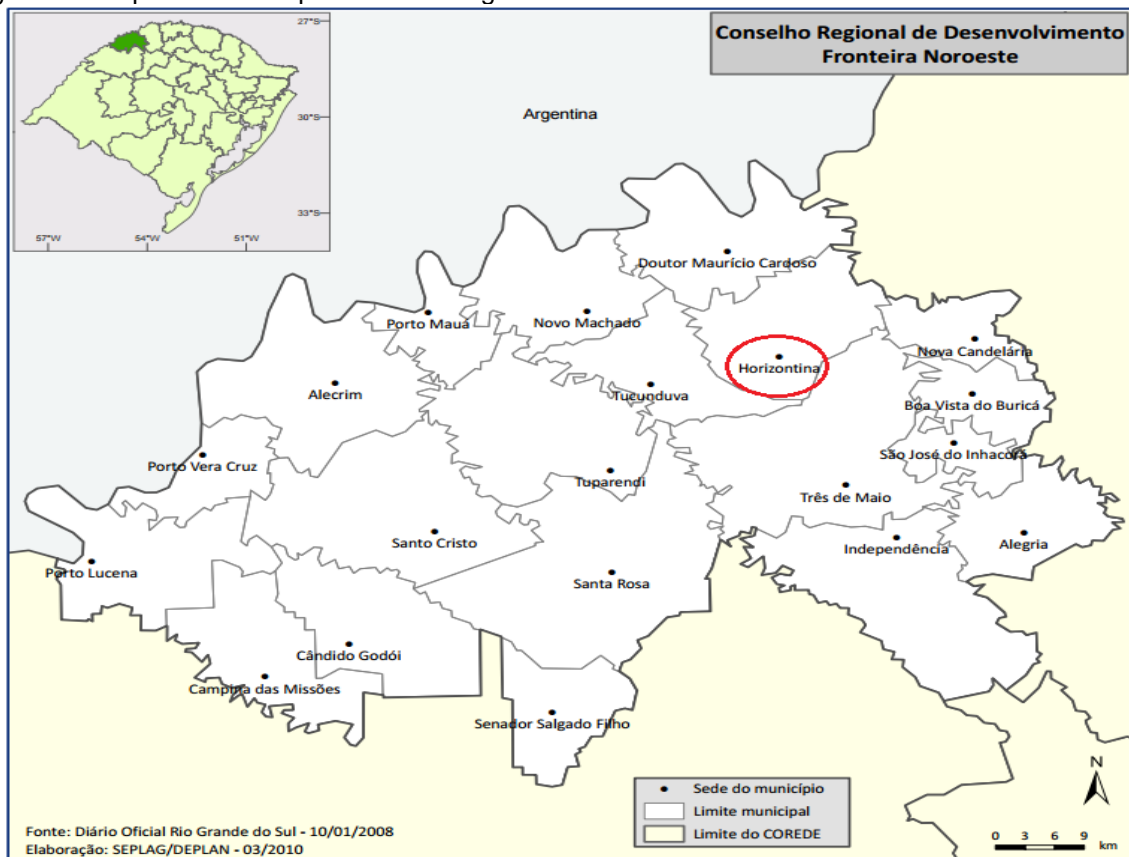 Conselho Regional de Desenvolvimento
Fronteira Noroeste
27°S
30°S
33°S
57°W
54°W
51°W
Argentina
Doutor Maurício Cardoso
Porto Mauá
Novo Machado
Nova Candelária
Horizontina
Alecrim
Tucunduva
Boa Vista do Buricá
São José do Inhacorá
Porto Vera Cruz
Tuparendi
Três de Maio
Santo Cristo
Independência
Alegria
Porto Lucena
Santa Rosa
Cândido Godói
Campina das Missões
Senador Salgado Filho
N
Sede do município
Limite municipal
Limite do COREDE
0 3 6 9
km
Fonte: Diário Oficial Rio Grande do Sul - 10/01/2008
Elaboração: SEPLAG/DEPLAN - 03/2010